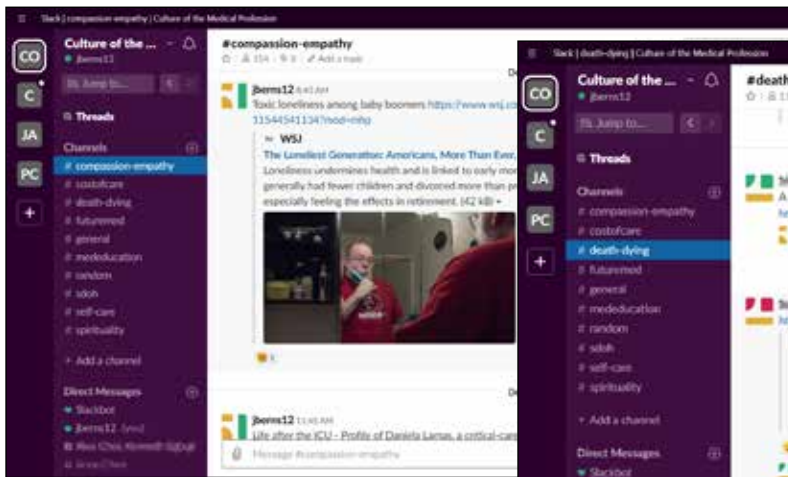 Slack | compassion-empathy | Culture of the Medical Profession
CO
C
JA
PC
+
Culture of the ...
jberns12
Jump to...
Threads
Channels
# compassion-empathy
# costofcare
# death-dying
# futuremed
# general
# mededucation
# random
# sdoh
# self-care
# spirituality
+ Add a channel
Direct Messages
Slackbot
jberns12 (you)
#compassion-empathy
Add a topic
jberns12 8:41 AM
Toxic loneliness among baby boomers
WSJ
The Loneliest Generation: Americans, More Than Ever,
Loneliness undermines health and is linked to early mor
generally had fewer children and divorced more than pr
especially feeling the effects in retirement. (42 kB)
jberns12 11:41 AM
Life after the ICU - Profile of Daniela Lamas, a critical-care
Message #compassion-empathy
Slack | death-dying | Culture of the Medical Profession
CO
C
JA
PC
+
Culture of the ...
jberns12
Jump to...
Threads
Channels
# compassion-empathy
# costofcare
# death-dying
# futuremed
# general
# mededucation
# random
# sdoh
# self-care
# spirituality
+ Add a channel
Direct Messages
Slackbot
#death